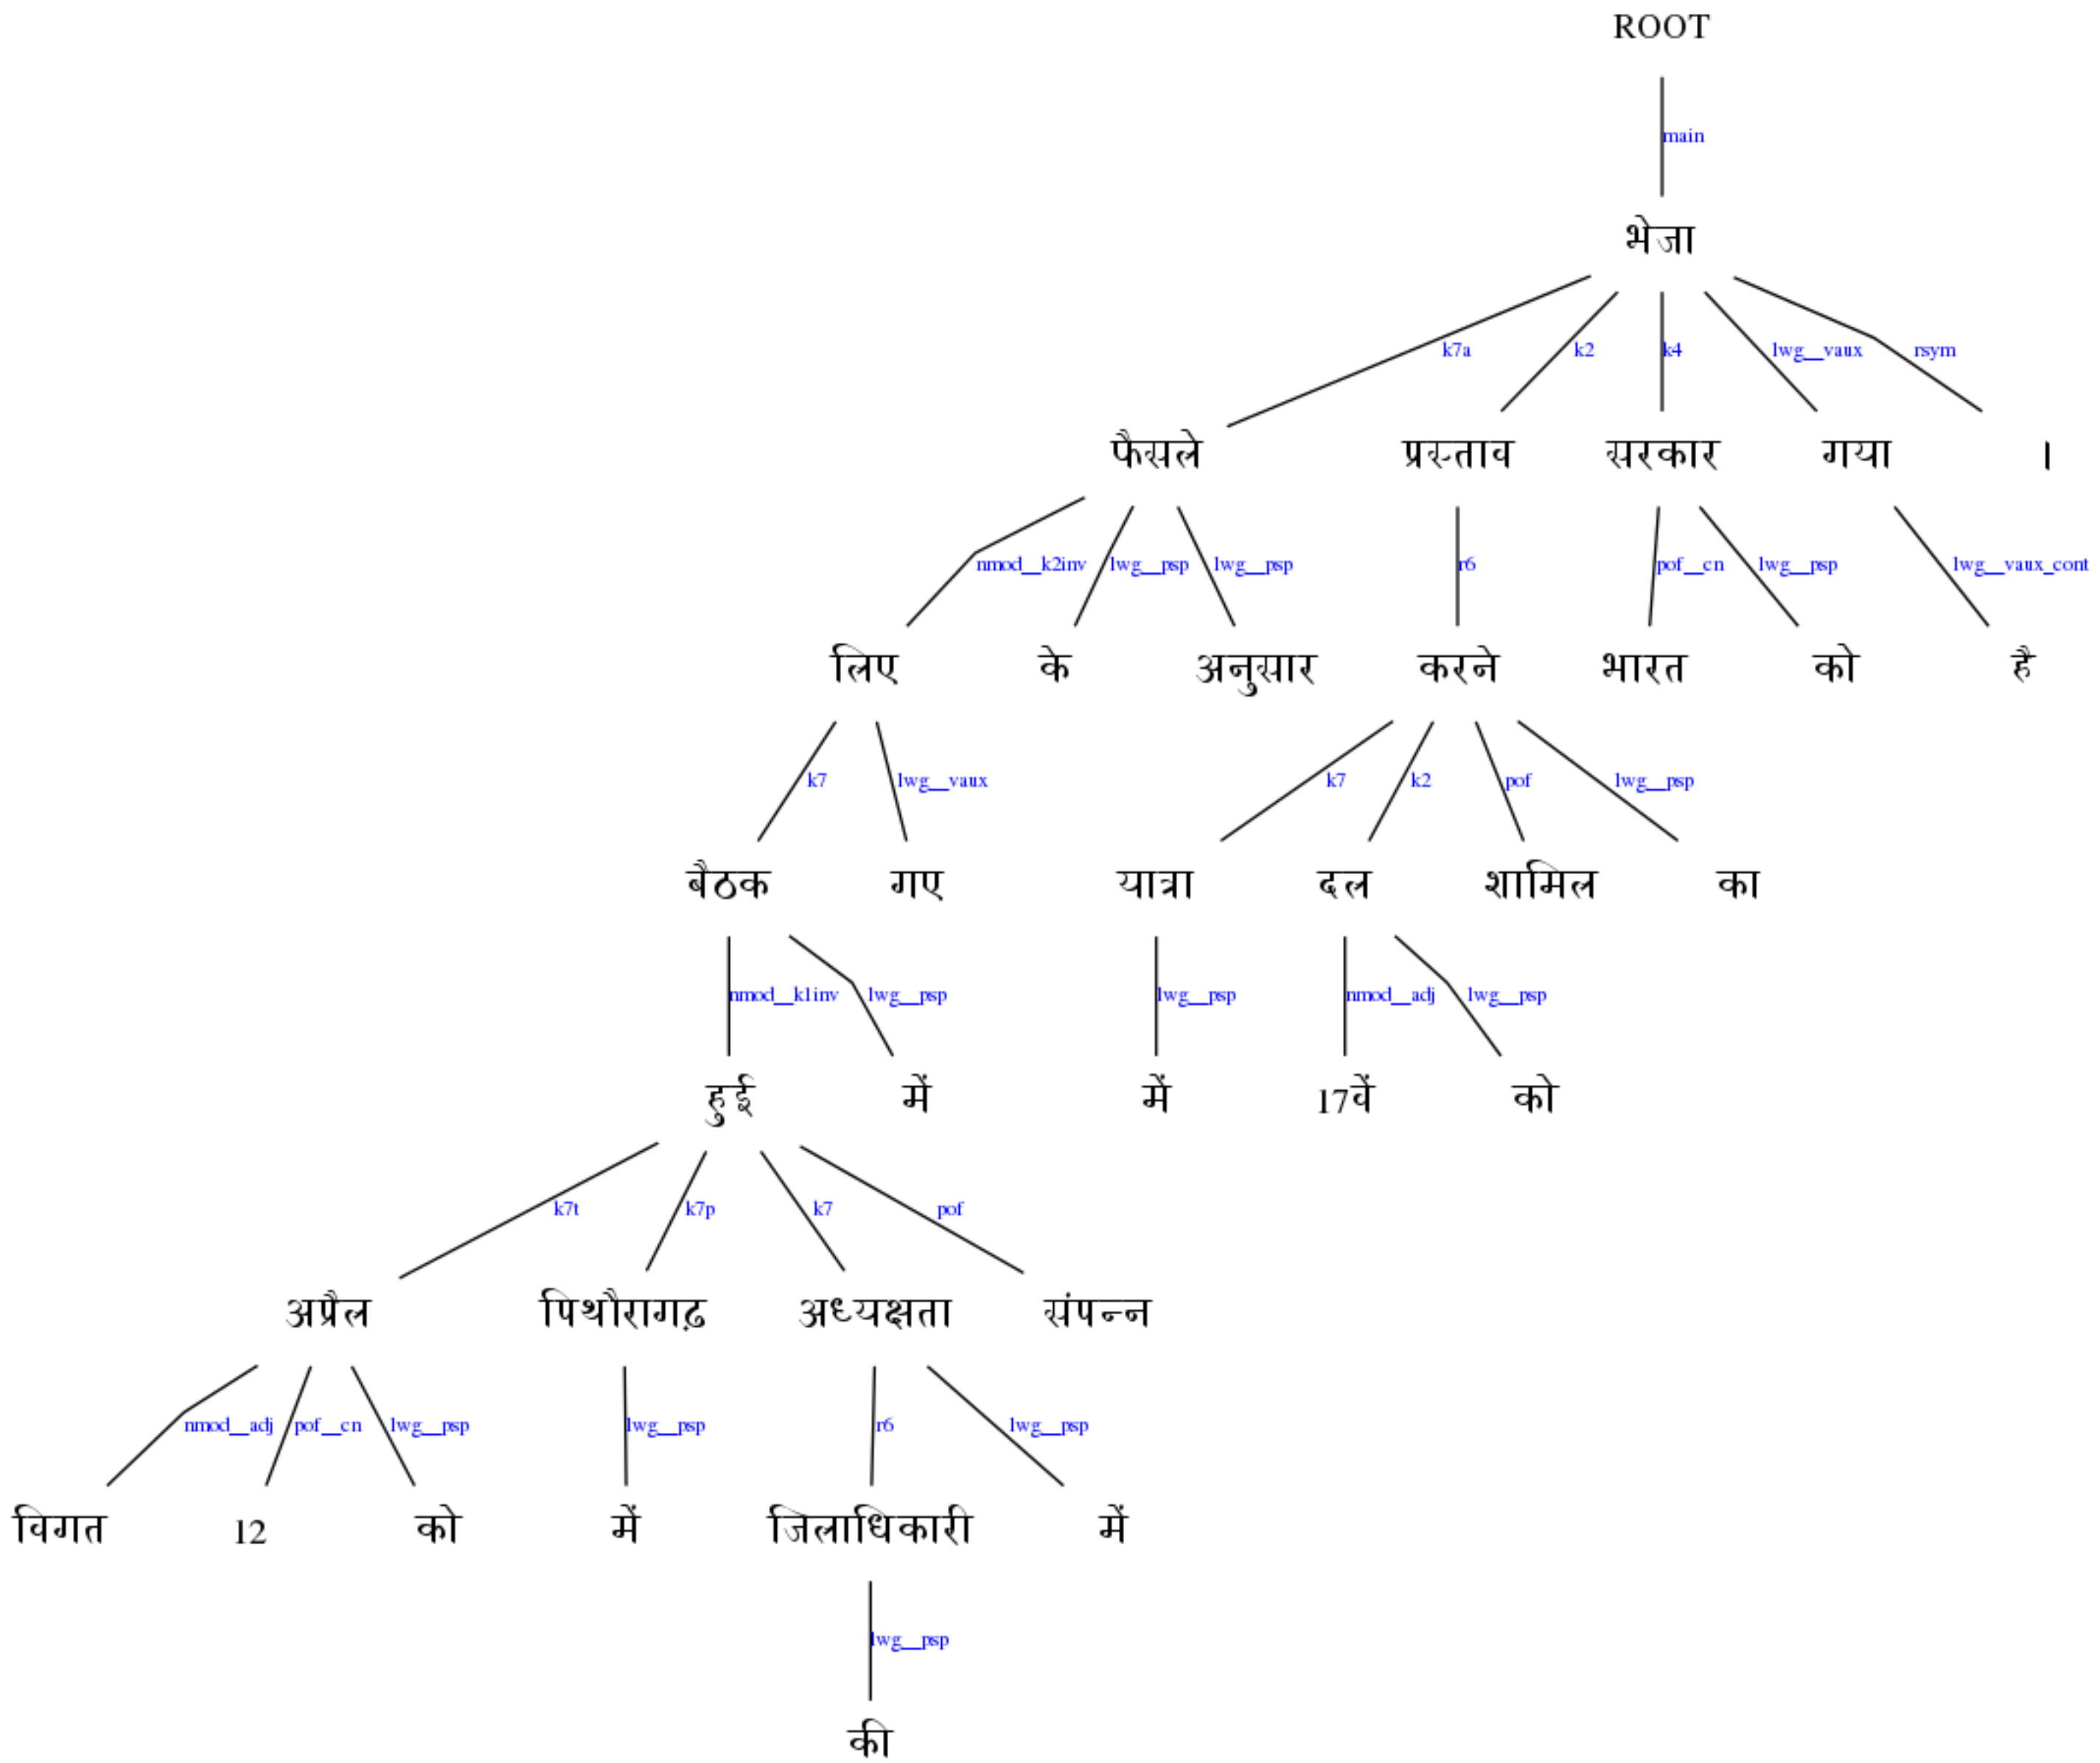 ROOT
main
भेजा
k7a k2 k4 lwg__vaux rsym
फैसले प्रस्ताव सरकार गया ।
nmod__k2inv lwg__psp lwg__psp r6 pof__cn lwg__psp lwg__vaux_cont
लिए के अनुसार करने भारत को है
k7 lwg__vaux k7 k2 pof lwg__psp
बैठक गए यात्रा दल शामिल का
nmod__k1inv lwg__psp lwg__psp nmod__adj lwg__psp
हुई में में 17वें को
k7t k7p k7 pof
अप्रैल पिथौरागढ़ अध्यक्षता संपन्न
nmod__adj pof__cn lwg__psp lwg__psp r6 lwg__psp
विगत 12 को में जिलाधिकारी में
lwg__psp
की